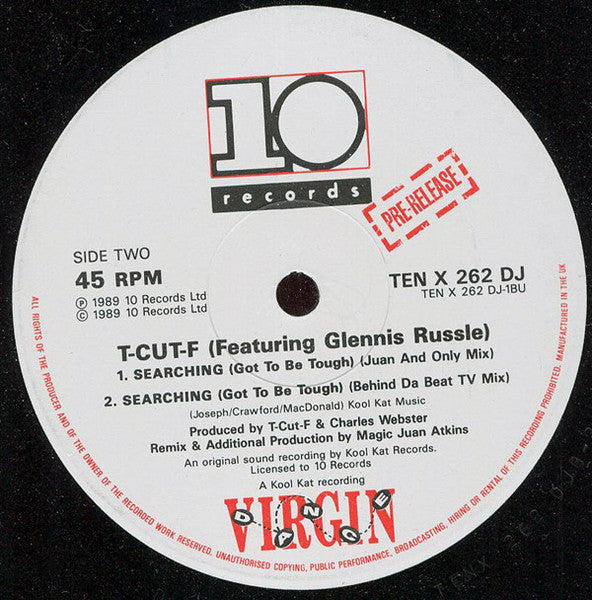 10
records
PRE-RELEASE
SIDE TWO
45 RPM
℗ 1989 10 Records Ltd
© 1989 10 Records Ltd
TEN X 262 DJ
TEN X 262 DJ-1BU
T-CUT-F (Featuring Glennis Russle)
1. SEARCHING (Got To Be Tough) (Juan And Only Mix)
2. SEARCHING (Got To Be Tough) (Behind Da Beat TV Mix)
(Joseph/Crawford/MacDonald) Kool Kat Music
Produced by T-Cut-F & Charles Webster
Remix & Additional Production by Magic Juan Atkins
An original sound recording by Kool Kat Records.
Licensed to 10 Records
A Kool Kat recording
VIRGIN
DANCE
ALL RIGHTS OF THE PRODUCER AND OF THE OWNER OF THE RECORDED WORK RESERVED. UNAUTHORISED COPYING, PUBLIC PERFORMANCE, BROADCASTING, HIRING OR RENTAL OF THIS RECORDING PROHIBITED. MANUFACTURED IN THE UK